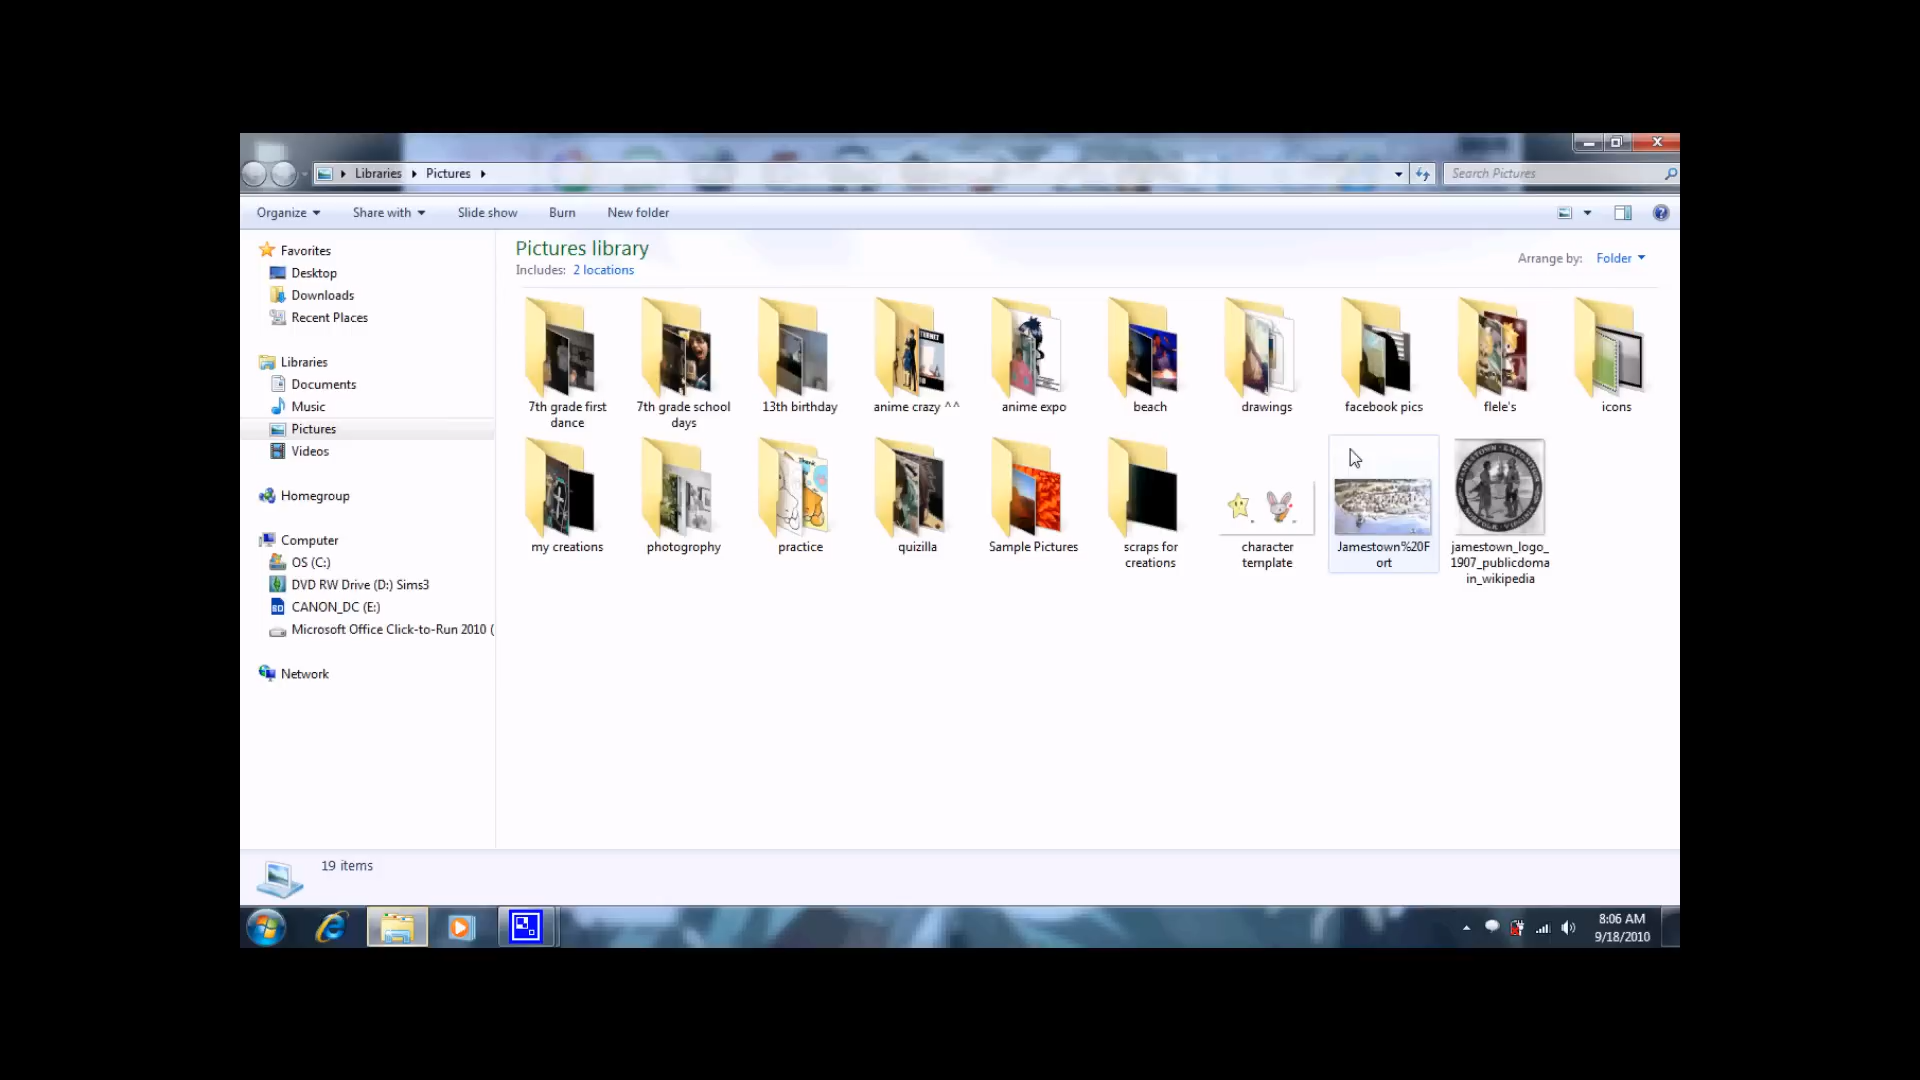 Libraries Pictures
Search Pictures
Organize Share with Slide show Burn New folder
Favorites
Desktop
Downloads
Recent Places
Libraries
Documents
Music
Pictures
Videos
Homegroup
Computer
OS (C:)
DVD RW Drive (D:) Sims3
CANON_DC (E:)
Microsoft Office Click-to-Run 2010 (
Network
Pictures library
Includes: 2 locations
Arrange by: Folder
7th grade first
dance
7th grade school
days
13th birthday
anime crazy ^^
anime expo
beach
drawings
facebook pics
flele's
icons
my creations
photogrophy
practice
quizilla
Sample Pictures
scraps for
creations
character
template
Jamestown%20F
ort
jamestown_logo_
1907_publicdoma
in_wikipedia
19 items
8:06 AM
9/18/2010